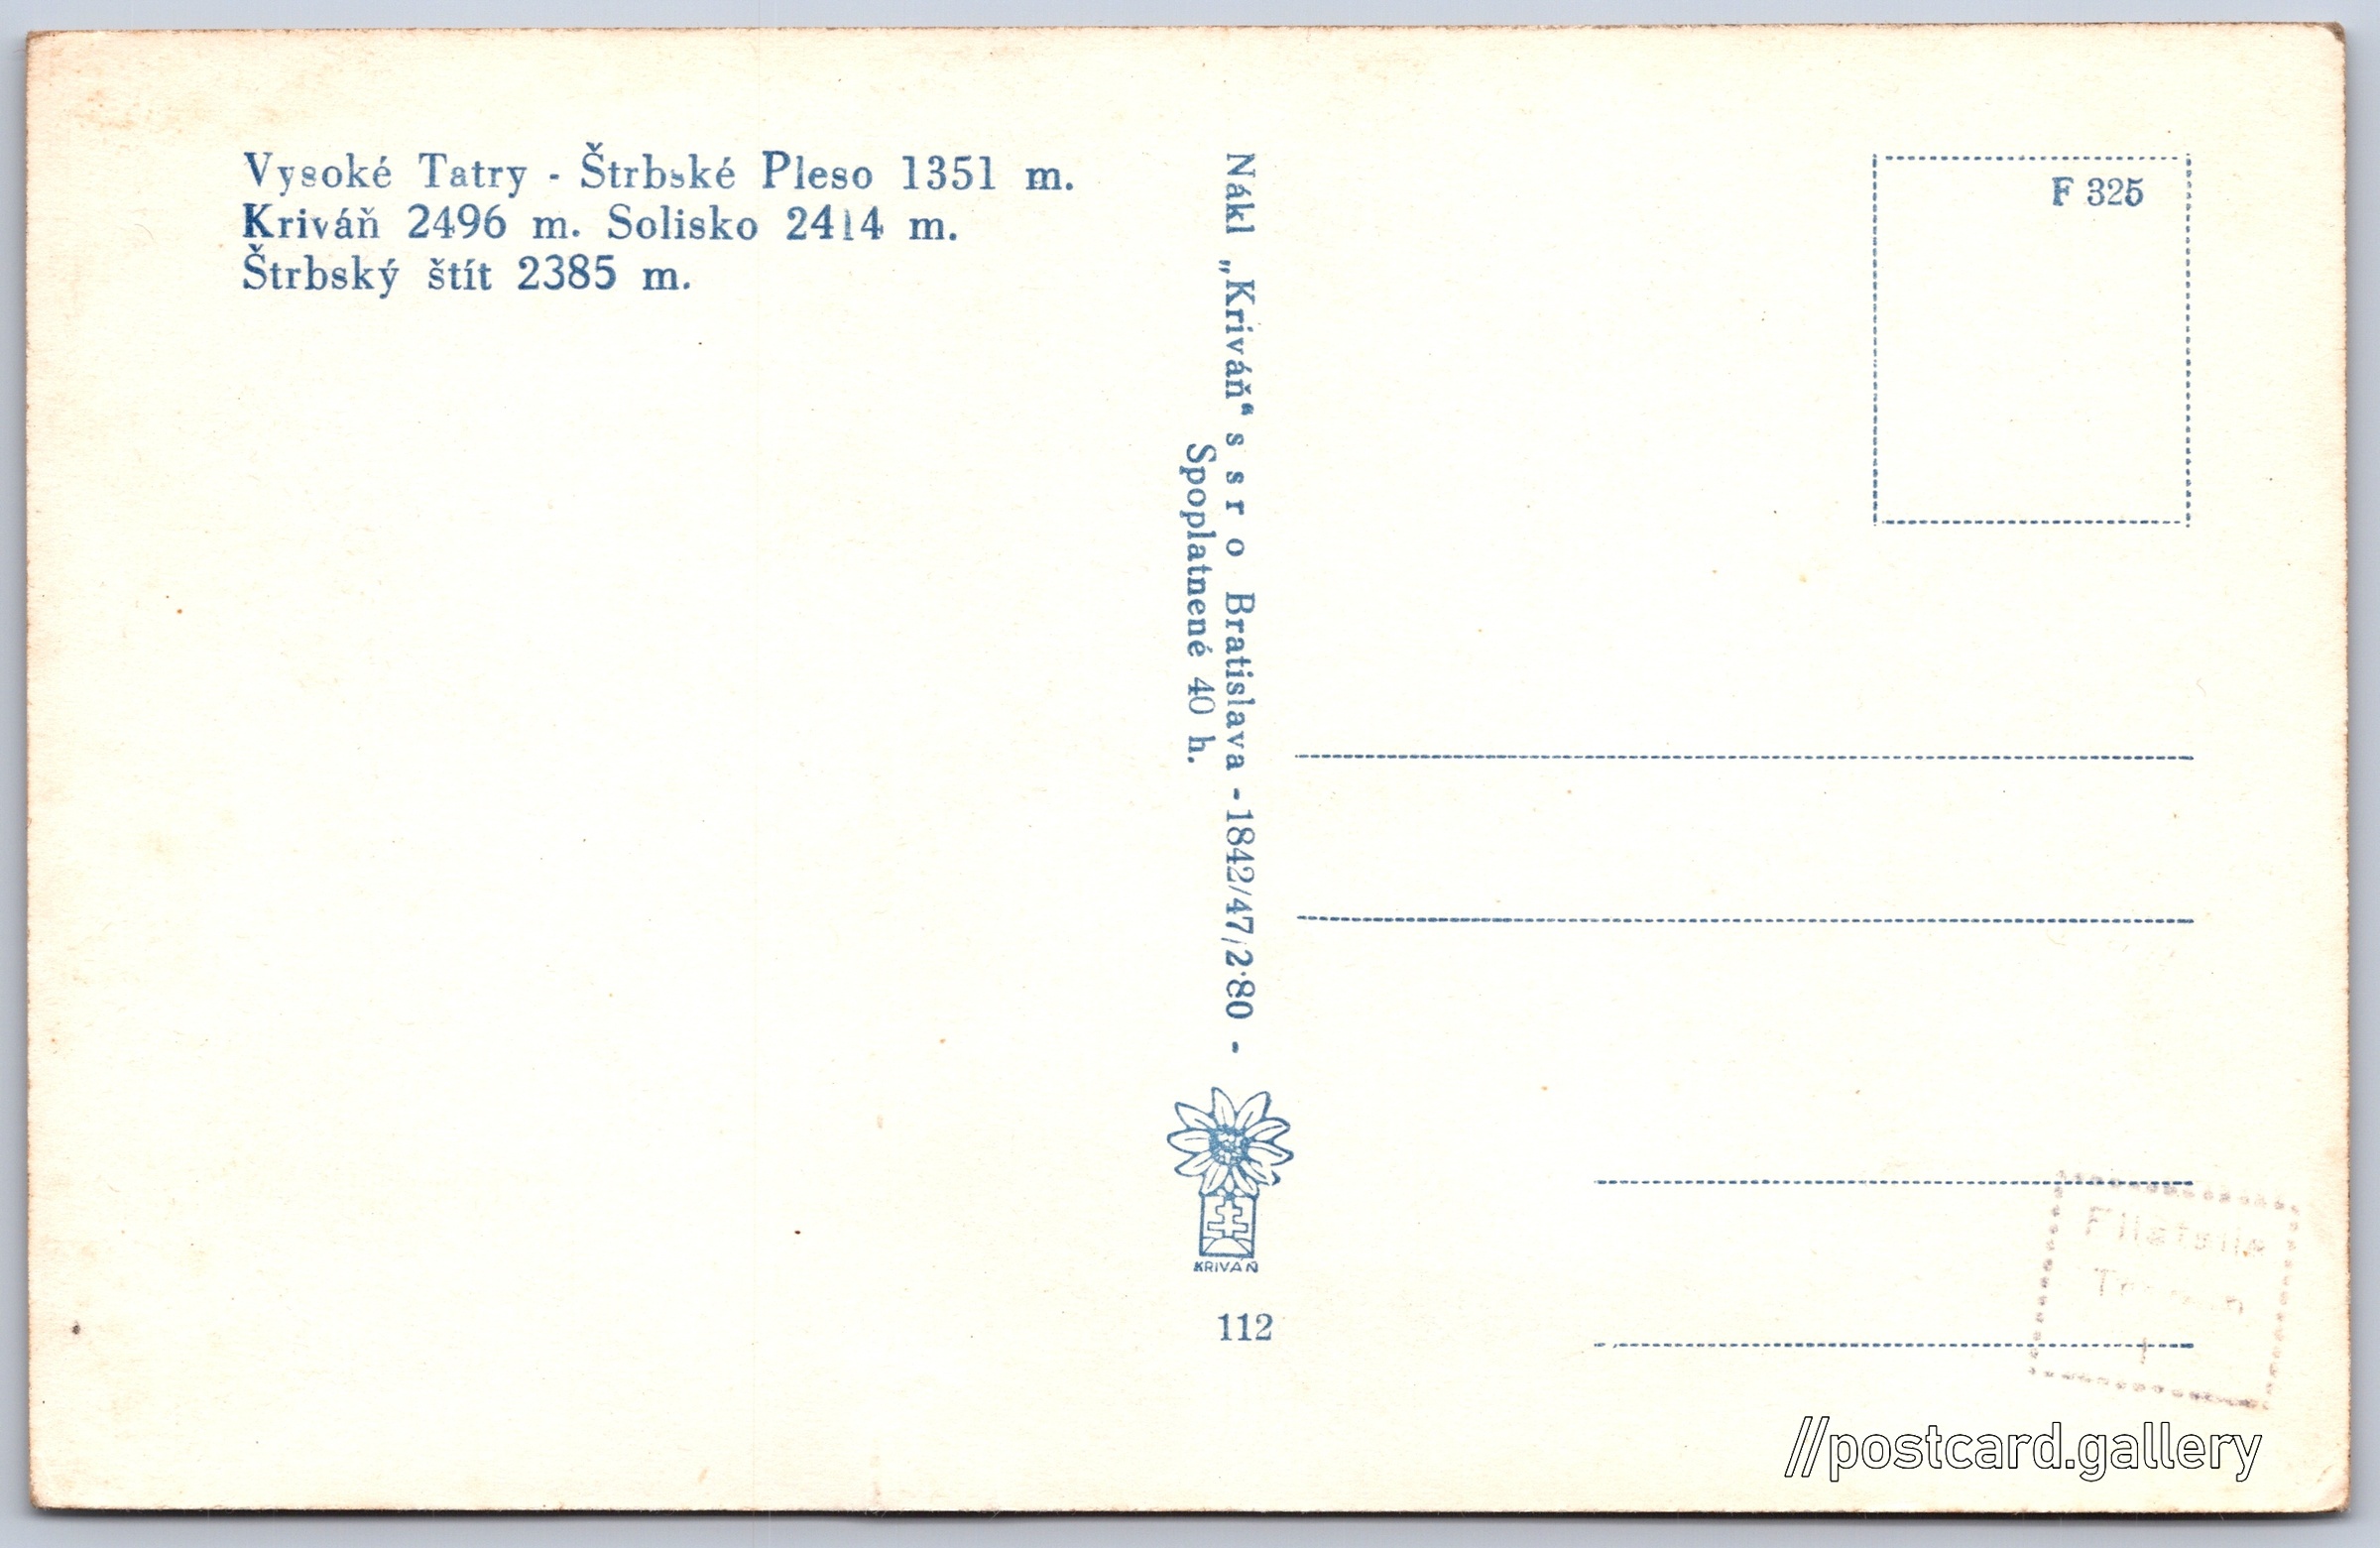 Vysoké Tatry - Štrbské Pleso 1351 m.
Kriváň 2496 m. Solisko 2414 m.
Štrbský štít 2385 m.
Nákl „Kriváň“ s s r o Bratislava - 1842/47/2·80 -
Spoplatnené 40 h.
KRIVÁŇ
112
F 325
Filatelia
//postcard.gallery